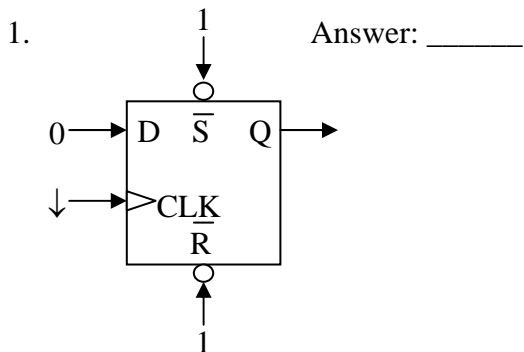 1. 1 Answer: ______
0 D S̅ Q
↓ CLK
R̅
1